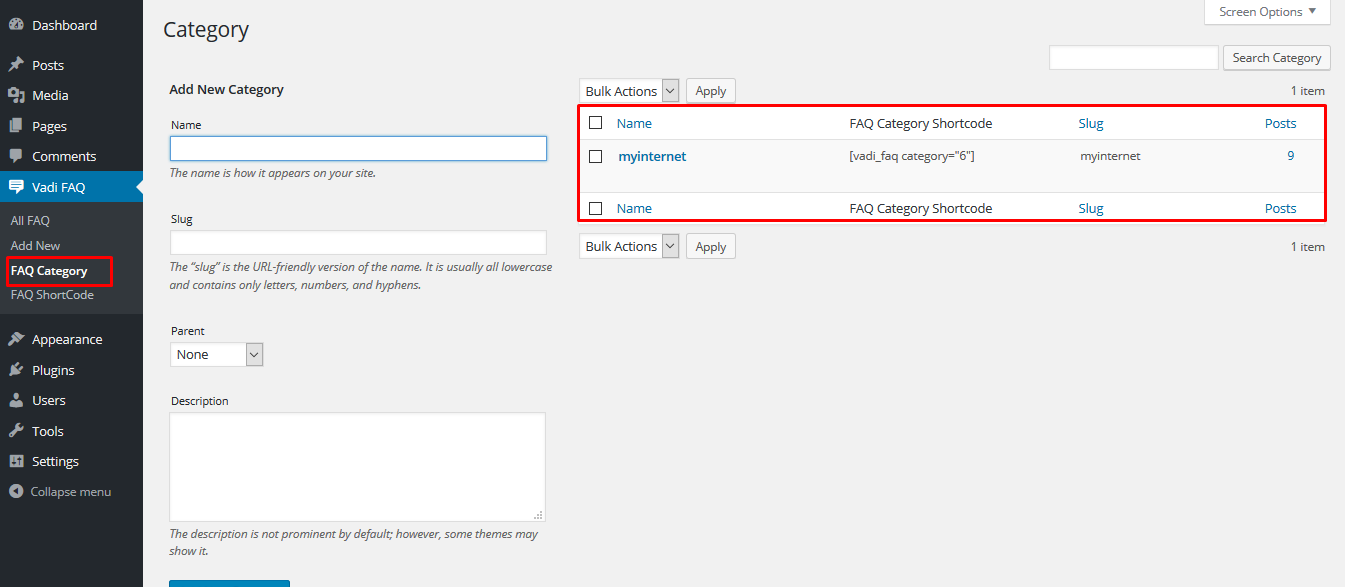 Dashboard
Posts
Media
Pages
Comments
Vadi FAQ
All FAQ
Add New
FAQ Category
FAQ ShortCode
Appearance
Plugins
Users
Tools
Settings
Collapse menu
Screen Options
Category
Search Category
Add New Category
Name
The name is how it appears on your site.
Slug
The “slug” is the URL-friendly version of the name. It is usually all lowercase
and contains only letters, numbers, and hyphens.
Parent
None
Description
The description is not prominent by default; however, some themes may
show it.
Bulk Actions Apply 1 item
Name FAQ Category Shortcode Slug Posts
myinternet [vadi_faq category="6"] myinternet 9
Name FAQ Category Shortcode Slug Posts
Bulk Actions Apply 1 item